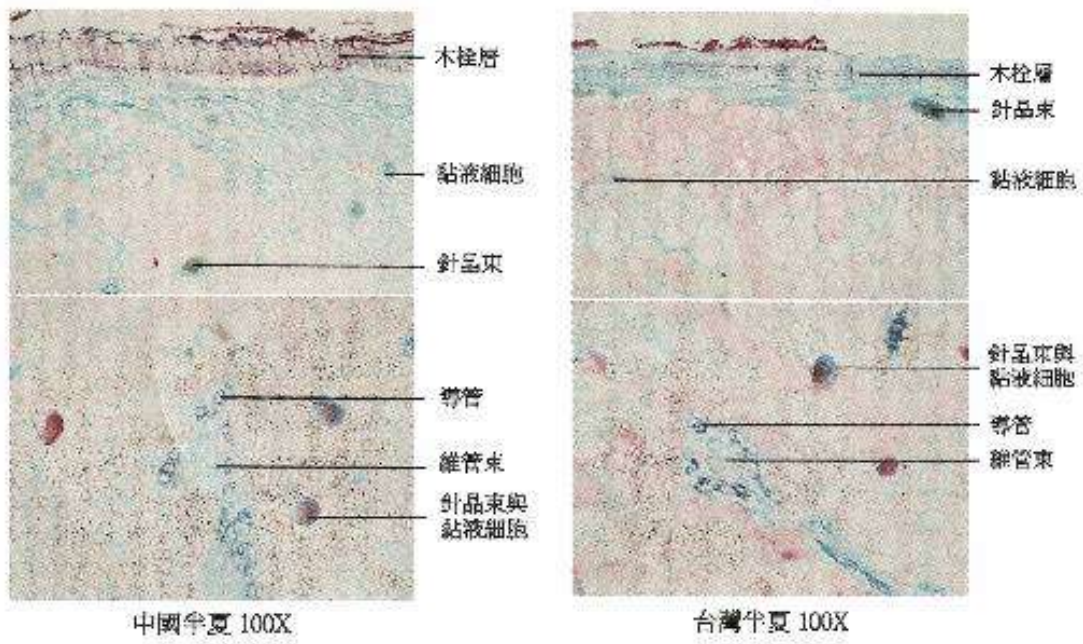 木栓層
黏液細胞
針晶束
導管
維管束
針晶束與
黏液細胞
中國半夏 100X
木栓層
針晶束
黏液細胞
針晶束與
黏液細胞
導管
維管束
台灣半夏 100X